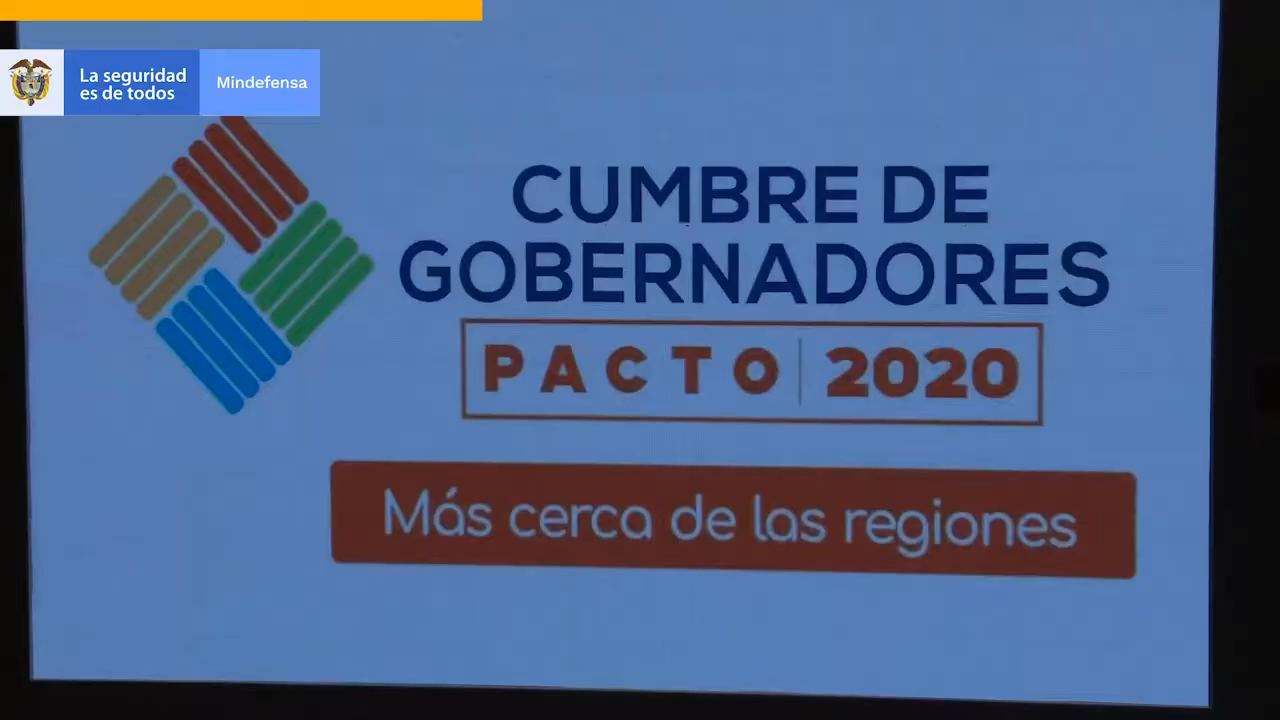 La seguridad
es de todos
Mindefensa
CUMBRE DE
GOBERNADORES
PACTO 2020
Más cerca de las regiones